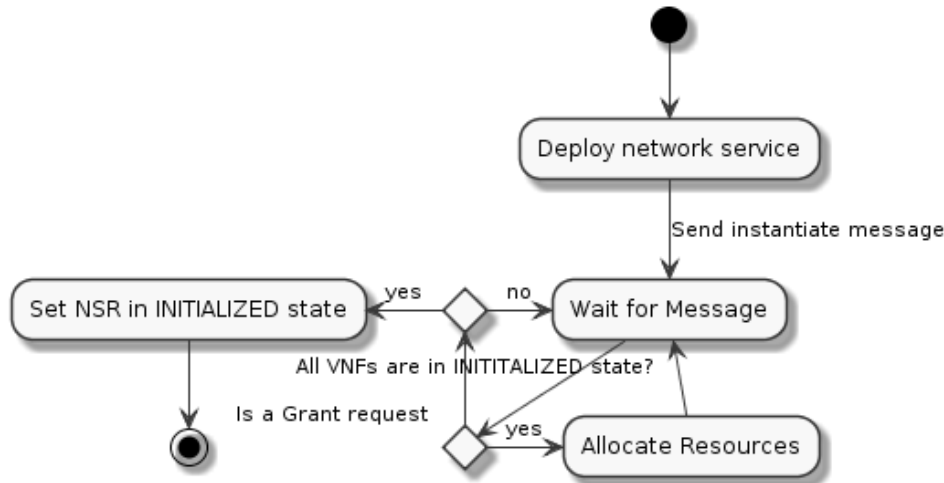 Deploy network service
Send instantiate message
Set NSR in INITIALIZED state
yes
no
Wait for Message
All VNFs are in INITITALIZED state?
Is a Grant request
yes
Allocate Resources